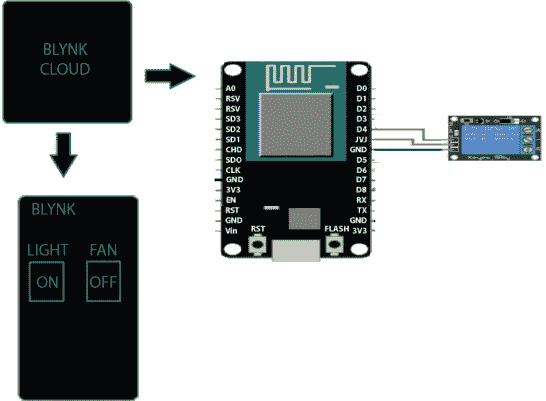 BLYNK
CLOUD
BLYNK
LIGHT FAN
ON OFF
A0
RSV
RSV
SD3
SD2
SD1
CHD
SDO
CLK
GND
3V3
EN
RST
GND
Vin
D0
D1
D2
D3
D4
JVJ
GND
D5
D6
D7
D8
RX
TX
GND
3V3
RST
FLASH